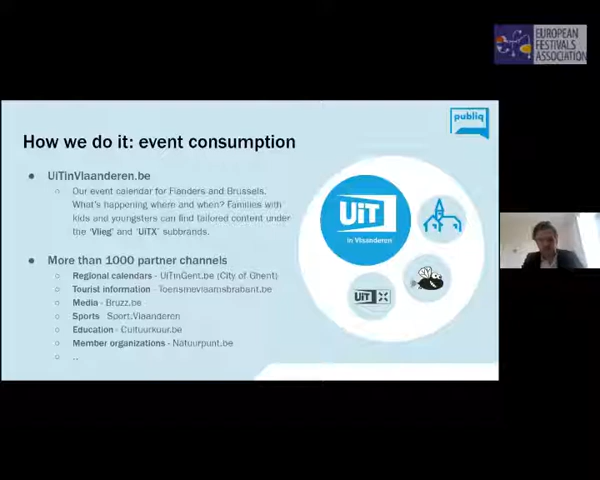 EUROPEAN
FESTIVALS
ASSOCIATION
publiq
How we do it: event consumption
UiTinVlaanderen.be
Our event calendar for Flanders and Brussels.
What's happening where and when? Families with
kids and youngsters can find tailored content under
the 'Vlieg' and 'UiTX' subbrands.
More than 1000 partner channels
Regional calendars - UiTinGent.be (City of Ghent)
Tourist information - Toerismevlaamsbrabant.be
Media - Bruzz.be
Sports - Sport.Vlaanderen
Education - Cultuurkuur.be
Member organizations - Natuurpunt.be
...
UiT
in Vlaanderen
UiT X